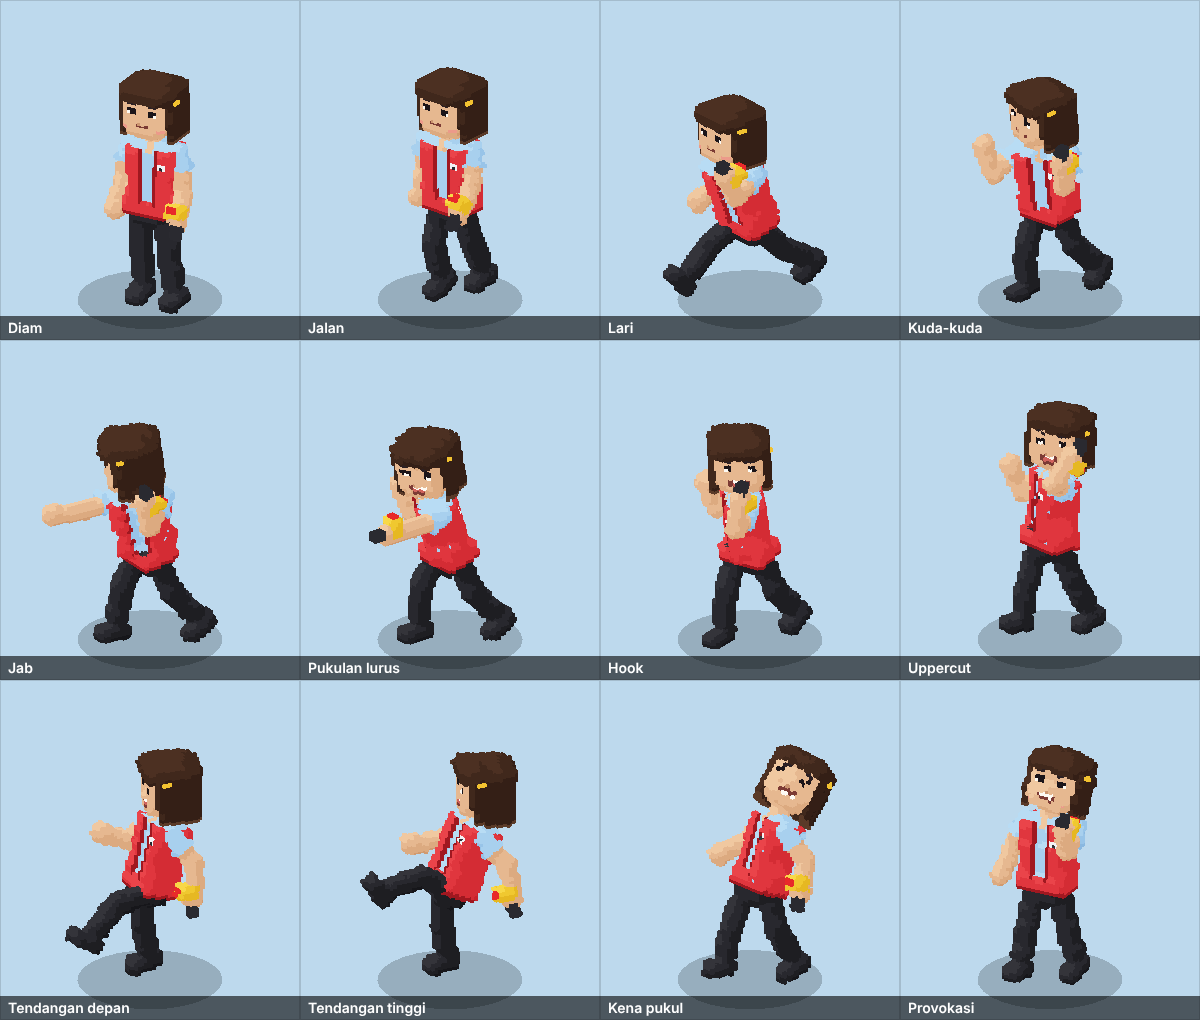 Diam
Jalan
Lari
Kuda-kuda
Jab
Pukulan lurus
Hook
Uppercut
Tendangan depan
Tendangan tinggi
Kena pukul
Provokasi